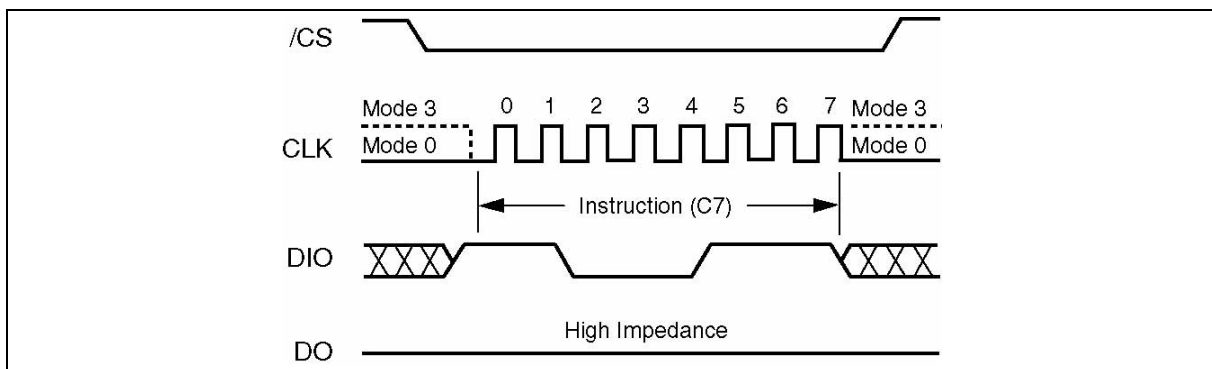 /CS
0 1 2 3 4 5 6 7
Mode 3 Mode 3
CLK Mode 0 Mode 0
Instruction (C7)
DIO
High Impedance
DO